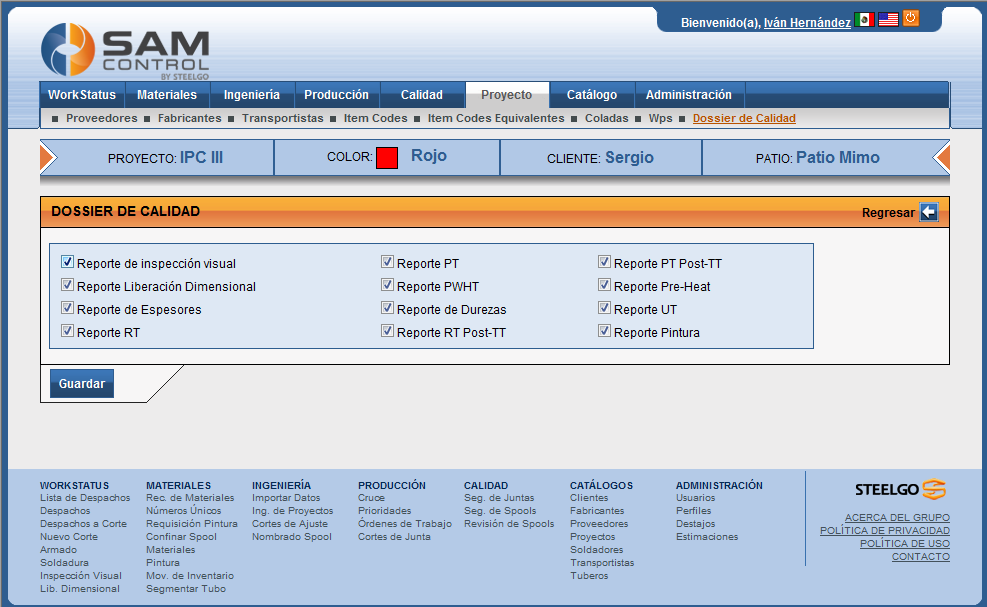 Bienvenido(a), Iván Hernández
SAM
CONTROL
BY STEELGO
WorkStatus Materiales Ingeniería Producción Calidad Proyecto Catálogo Administración
Proveedores Fabricantes Transportistas Item Codes Item Codes Equivalentes Coladas Wps Dossier de Calidad
PROYECTO: IPC III COLOR: Rojo CLIENTE: Sergio PATIO: Patio Mimo
DOSSIER DE CALIDAD Regresar
Reporte de inspección visual Reporte PT Reporte PT Post-TT
Reporte Liberación Dimensional Reporte PWHT Reporte Pre-Heat
Reporte de Espesores Reporte de Durezas Reporte UT
Reporte RT Reporte RT Post-TT Reporte Pintura
Guardar
WORKSTATUS
Lista de Despachos
Despachos
Despachos a Corte
Nuevo Corte
Armado
Soldadura
Inspección Visual
Lib. Dimensional
MATERIALES
Rec. de Materiales
Números Únicos
Requisición Pintura
Confinar Spool
Materiales
Pintura
Mov. de Inventario
Segmentar Tubo
INGENIERÍA
Importar Datos
Ing. de Proyectos
Cortes de Ajuste
Nombrado Spool
PRODUCCIÓN
Cruce
Prioridades
Órdenes de Trabajo
Cortes de Junta
CALIDAD
Seg. de Juntas
Seg. de Spools
Revisión de Spools
CATÁLOGOS
Clientes
Fabricantes
Proveedores
Proyectos
Soldadores
Transportistas
Tuberos
ADMINISTRACIÓN
Usuarios
Perfiles
Destajos
Estimaciones
STEELGO
ACERCA DEL GRUPO
POLÍTICA DE PRIVACIDAD
POLÍTICA DE USO
CONTACTO